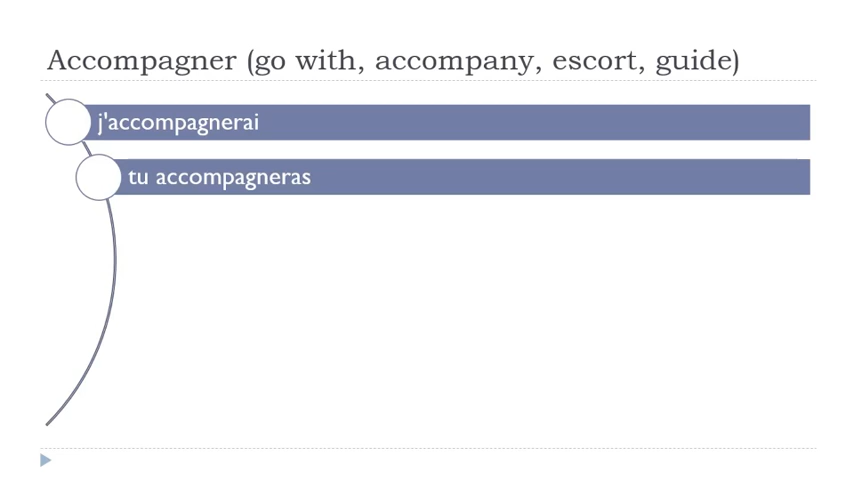 Accompagner (go with, accompany, escort, guide)
j'accompagnerai
tu accompagneras